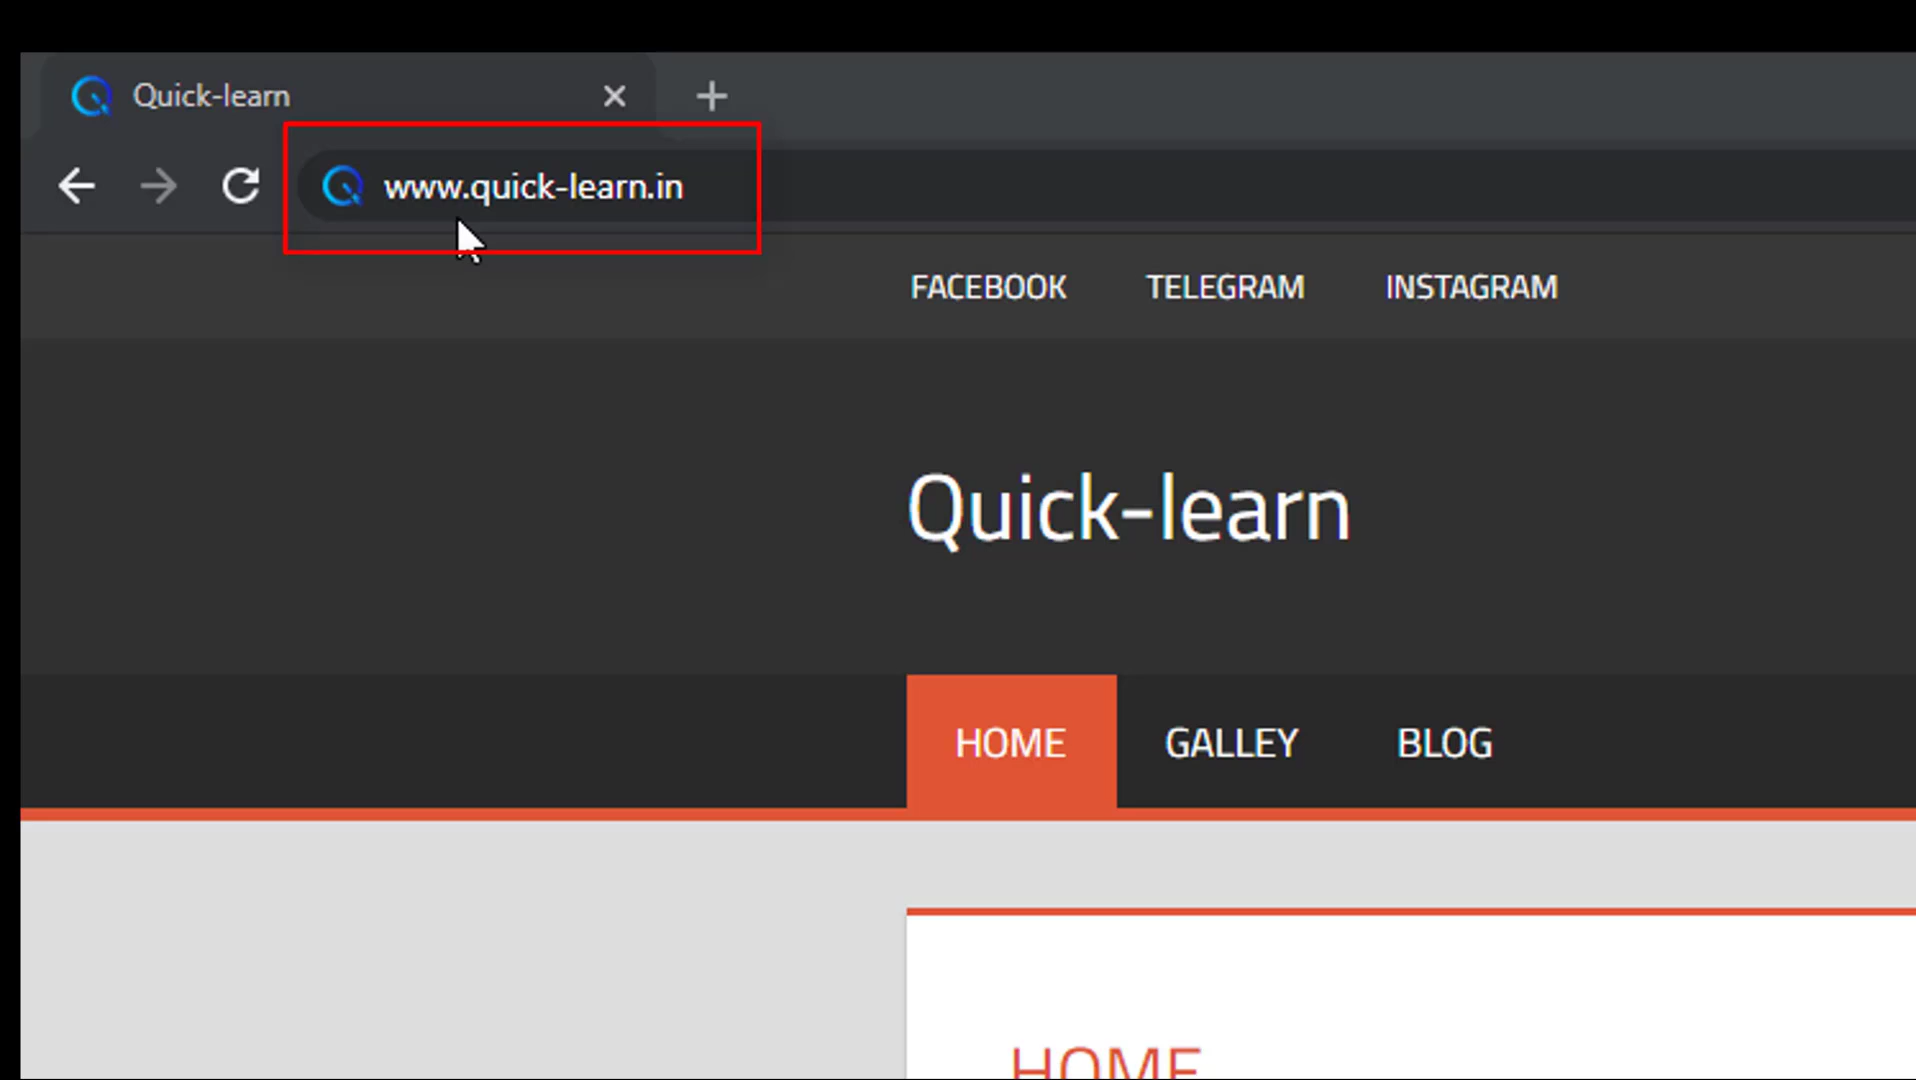 Quick-learn
www.quick-learn.in
FACEBOOK TELEGRAM INSTAGRAM
Quick-learn
HOME GALLEY BLOG
HOME